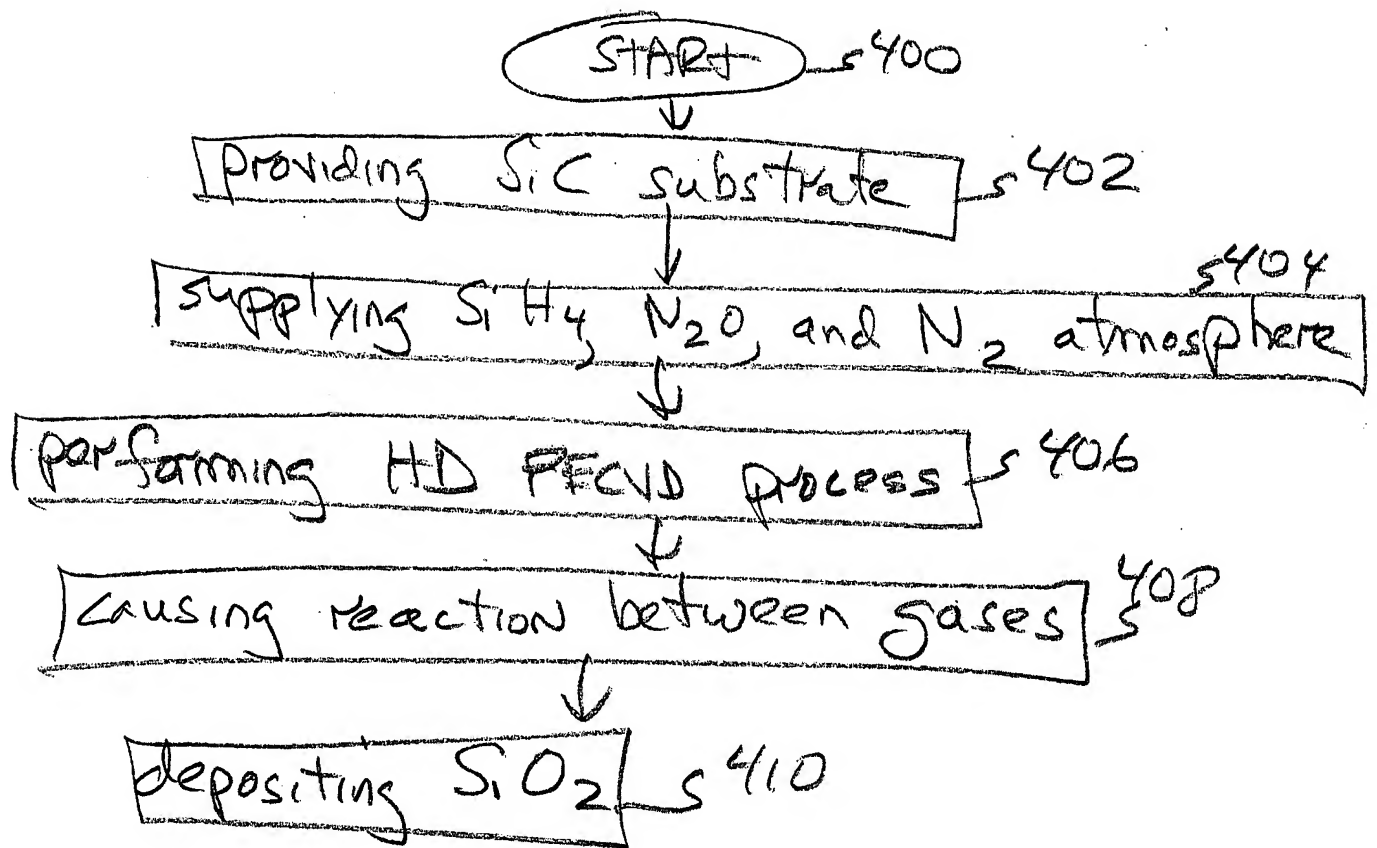 START 400
providing SiC substrate 402
404
supplying SiH4, N2O, and N2 atmosphere
performing HD PECVD process 406
408
causing reaction between gases
depositing SiO2 410